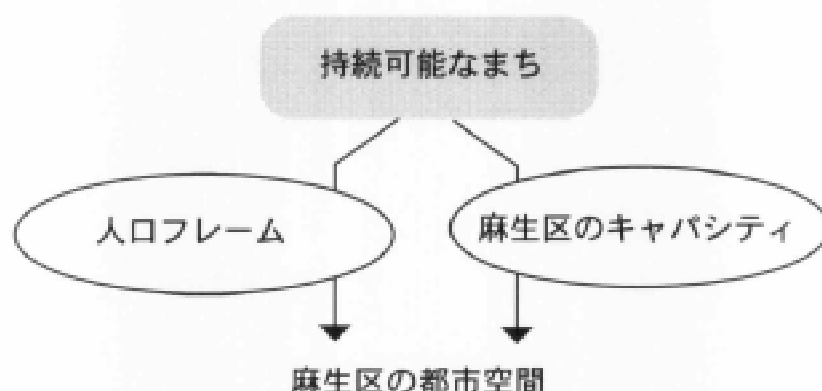 持続可能なまち
人口フレーム
麻生区のキャパシティ
麻生区の都市空間